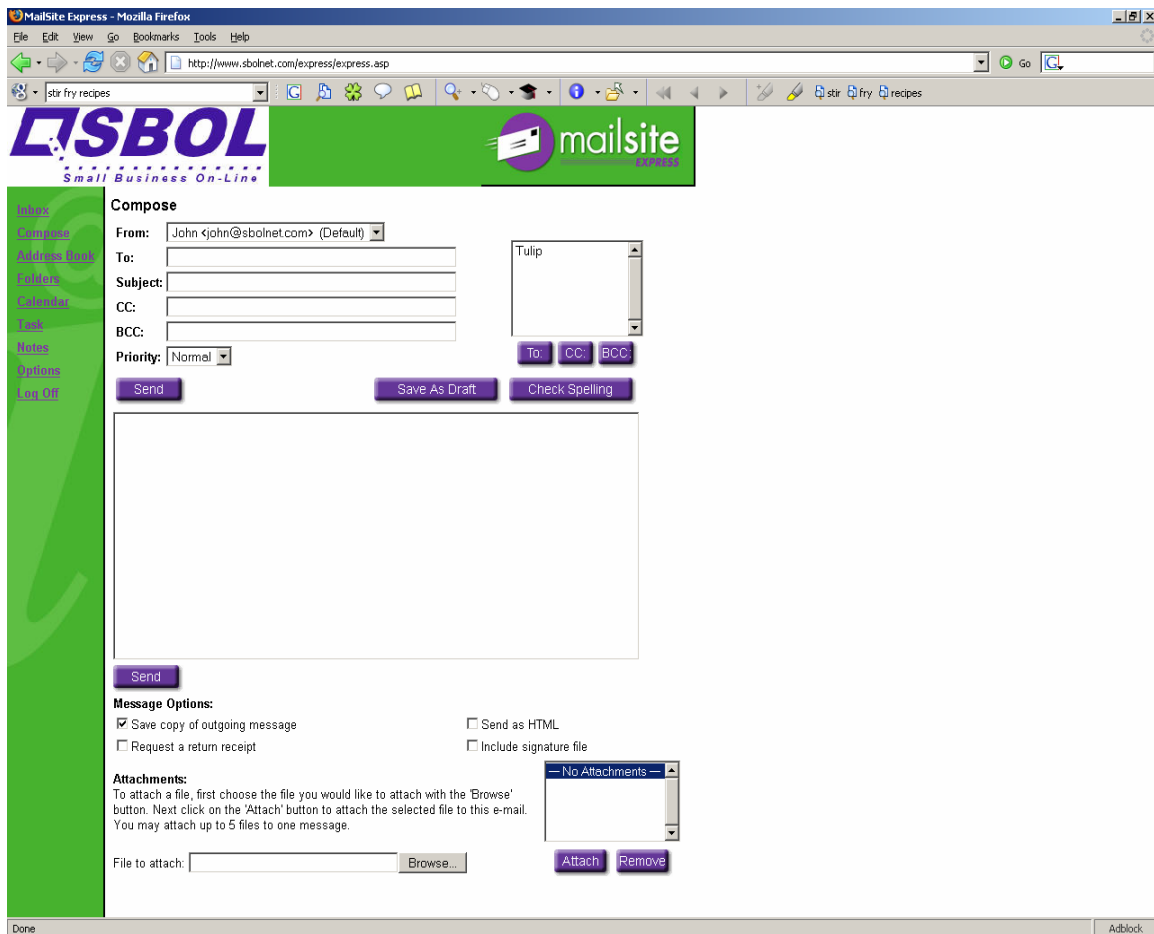 MailSite Express - Mozilla Firefox
File Edit View Go Bookmarks Tools Help
http://www.sbolnet.com/express/express.asp Go
stir fry recipes stir fry recipes
SBOL
Small Business On-Line
mailsite
EXPRESS
Inbox
Compose
Address Book
Folders
Calendar
Task
Notes
Options
Log Off
Compose
From: John <john@sbolnet.com> (Default)
To:
Subject:
CC:
BCC:
Priority: Normal
Tulip
To: CC: BCC:
Send Save As Draft Check Spelling
Send
Message Options:
Save copy of outgoing message Send as HTML
Request a return receipt Include signature file
Attachments:
To attach a file, first choose the file you would like to attach with the 'Browse'
button. Next click on the 'Attach' button to attach the selected file to this e-mail.
You may attach up to 5 files to one message.
— No Attachments —
File to attach: Browse... Attach Remove
Done Adblock